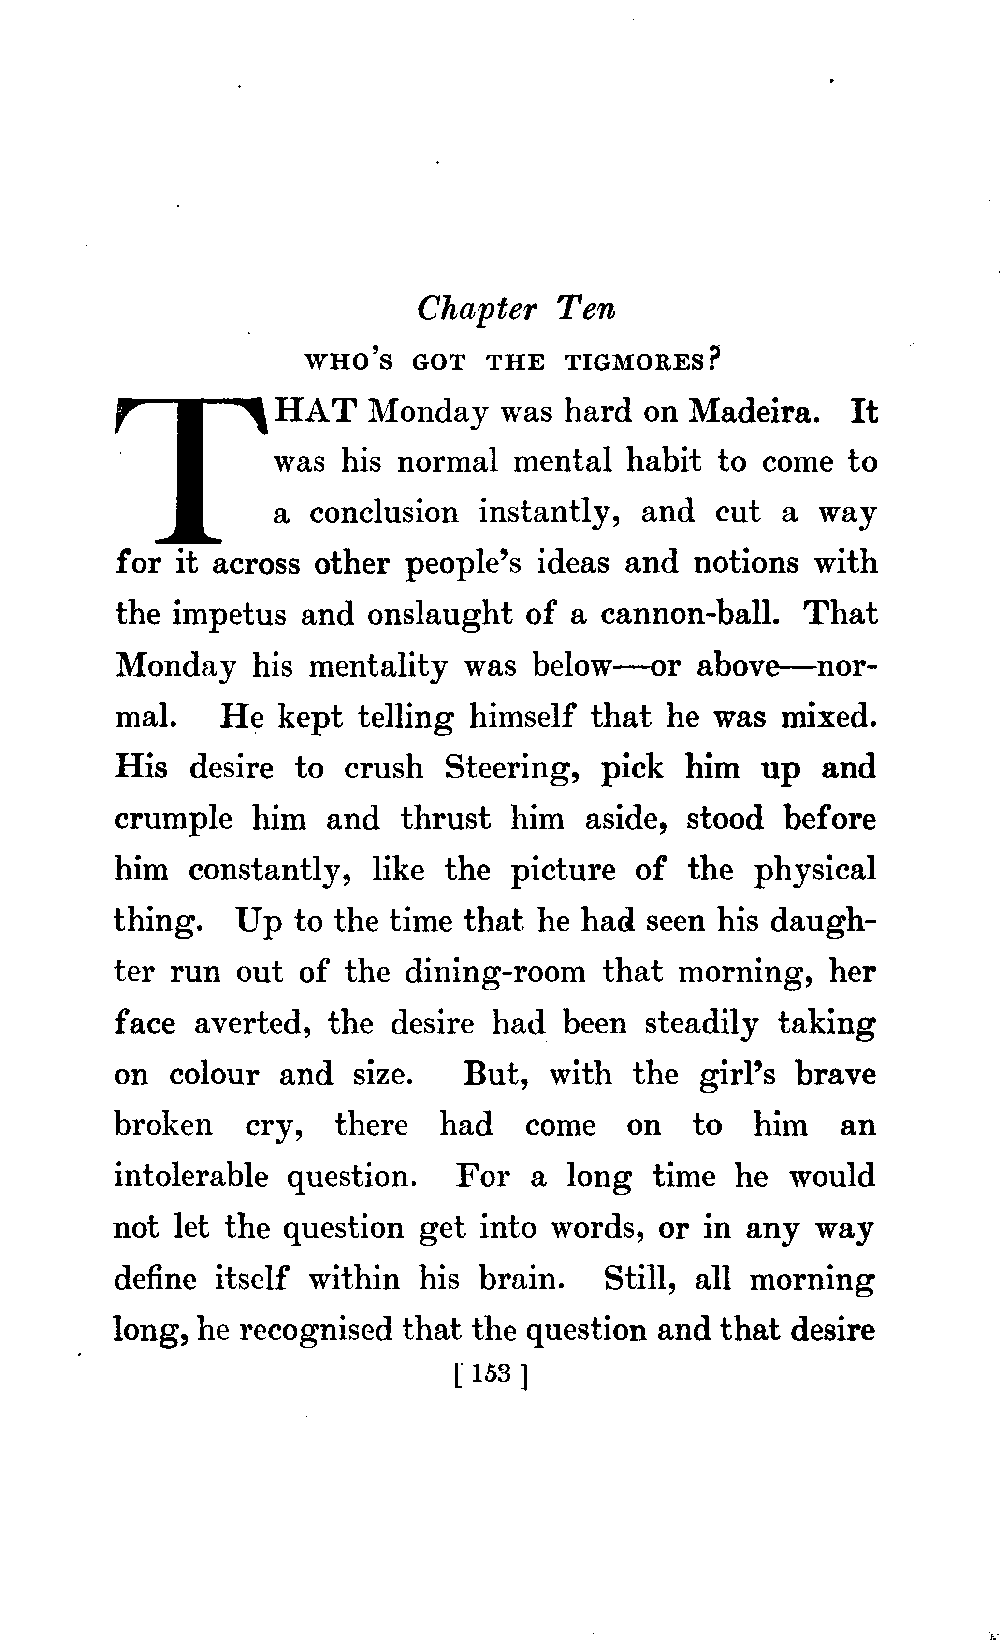 Chapter Ten
WHO'S GOT THE TIGMORES?
THAT Monday was hard on Madeira. It
was his normal mental habit to come to
a conclusion instantly, and cut a way
for it across other people's ideas and notions with
the impetus and onslaught of a cannon-ball. That
Monday his mentality was below—or above—nor-
mal. He kept telling himself that he was mixed.
His desire to crush Steering, pick him up and
crumple him and thrust him aside, stood before
him constantly, like the picture of the physical
thing. Up to the time that he had seen his daugh-
ter run out of the dining-room that morning, her
face averted, the desire had been steadily taking
on colour and size. But, with the girl's brave
broken cry, there had come on to him an
intolerable question. For a long time he would
not let the question get into words, or in any way
define itself within his brain. Still, all morning
long, he recognised that the question and that desire
[ 153 ]